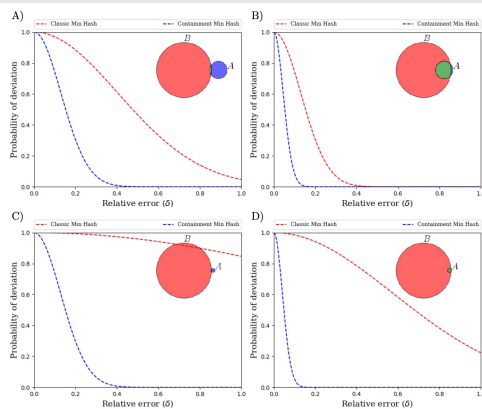 A)
B)
Classic Min Hash
Containment Min Hash
Classic Min Hash
Containment Min Hash
1.0
0.8
0.6
0.4
0.2
0.0
Probability of deviation
B
A
0.0 0.2 0.4 0.6 0.8 1.0
Relative error (δ)
1.0
0.8
0.6
0.4
0.2
0.0
Probability of deviation
B
A
0.0 0.2 0.4 0.6 0.8 1.0
Relative error (δ)
C)
D)
Classic Min Hash
Containment Min Hash
Classic Min Hash
Containment Min Hash
1.0
0.8
0.6
0.4
0.2
0.0
Probability of deviation
B
A
0.0 0.2 0.4 0.6 0.8 1.0
Relative error (δ)
1.0
0.8
0.6
0.4
0.2
0.0
Probability of deviation
B
A
0.0 0.2 0.4 0.6 0.8 1.0
Relative error (δ)